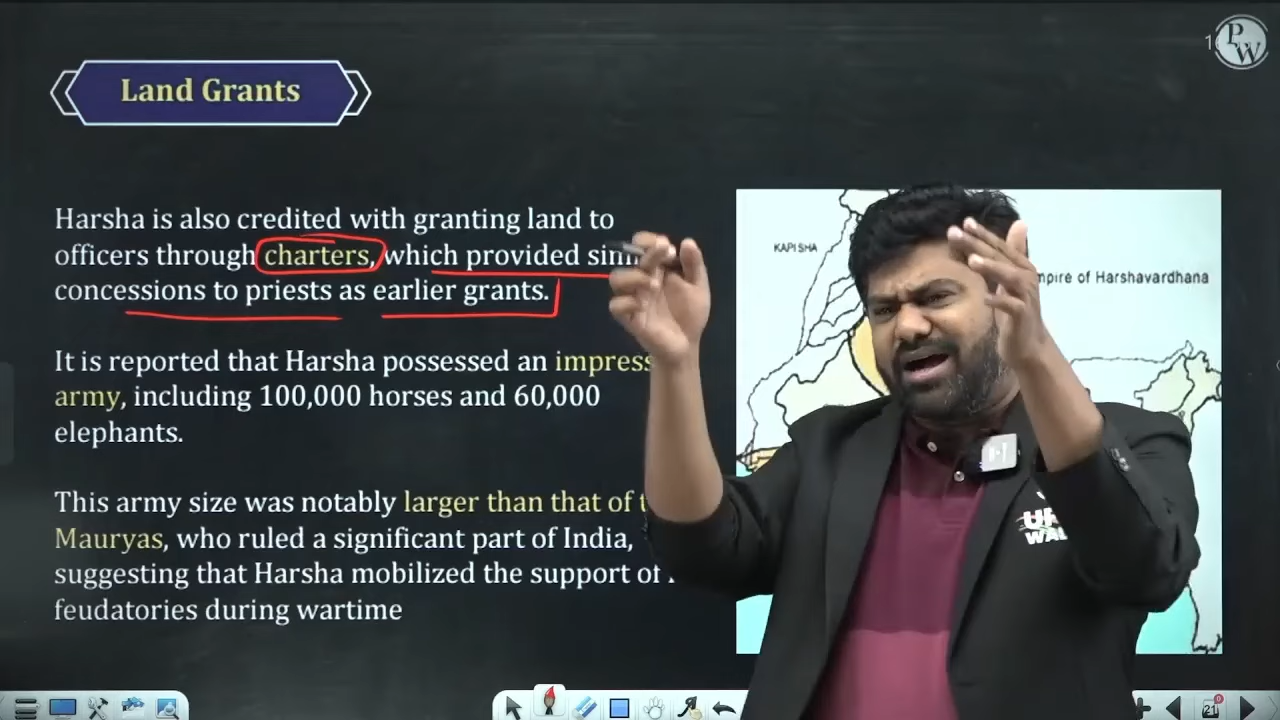 PW
Land Grants
Harsha is also credited with granting land to
officers through charters, which provided
concessions to priests as earlier grants.
It is reported that Harsha possessed an
army, including 100,000 horses and 60,000
elephants.
This army size was notably larger than that of
Mauryas, who ruled a significant part of India,
suggesting that Harsha mobilized the support of
feudatories during wartime
KAPISHA
mpire of Harshavardhana
21